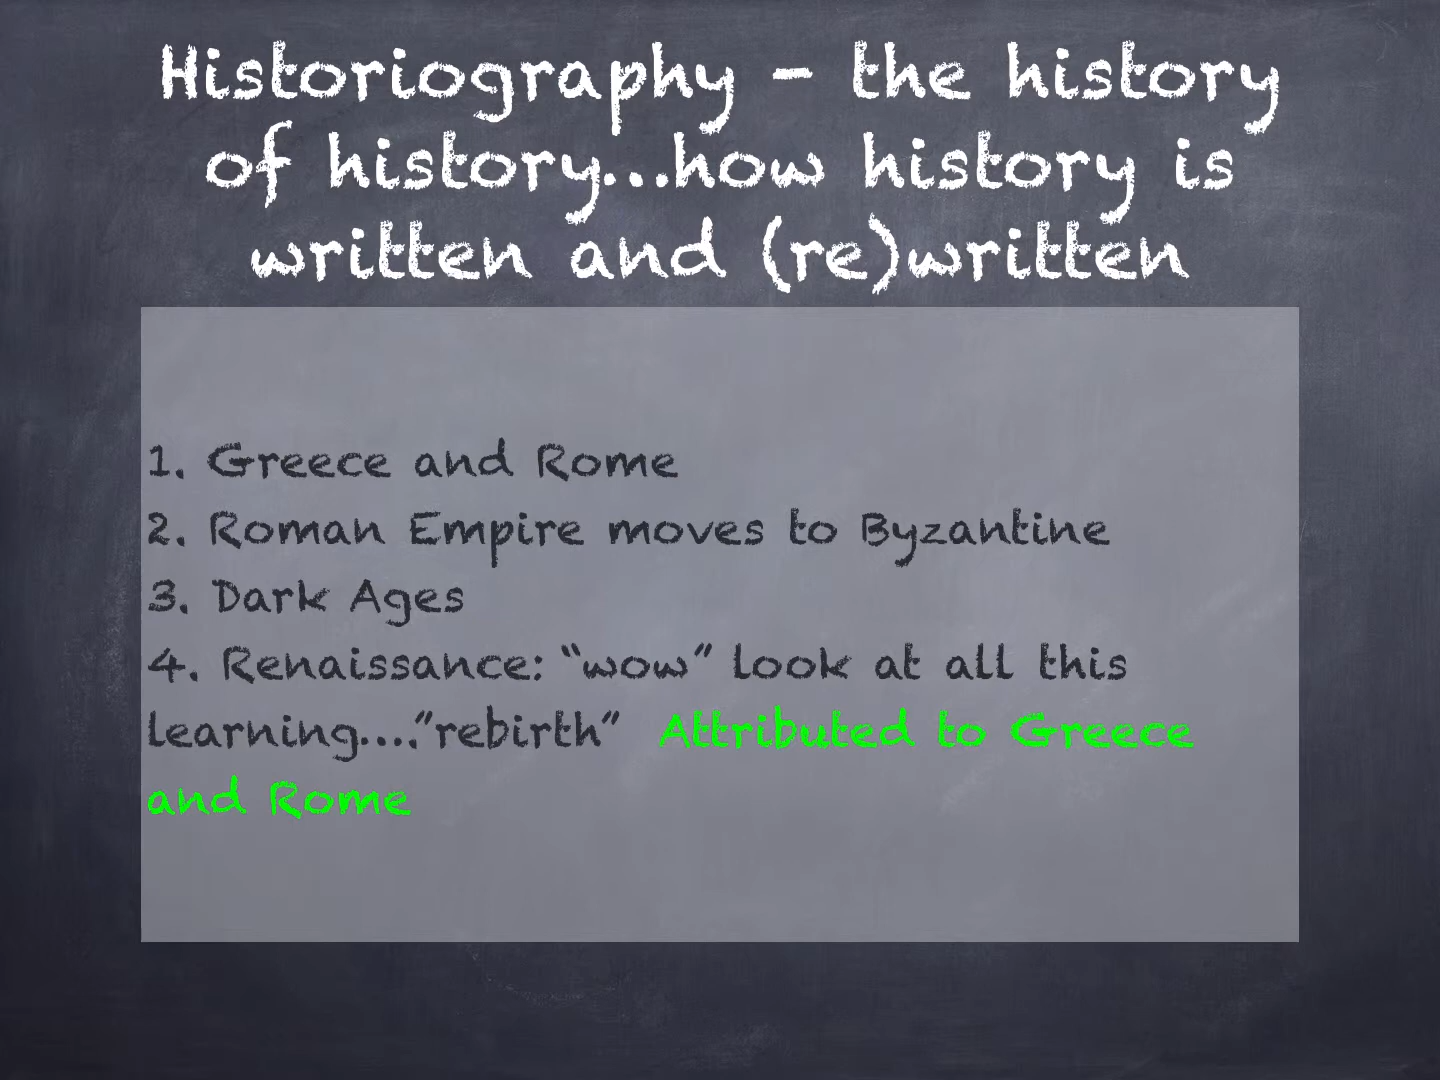 Historiography - the history
of history...how history is
written and (re)written
1. Greece and Rome
2. Roman Empire moves to Byzantine
3. Dark Ages
4. Renaissance: “wow” look at all this
learning....”rebirth” Attributed to Greece
and Rome